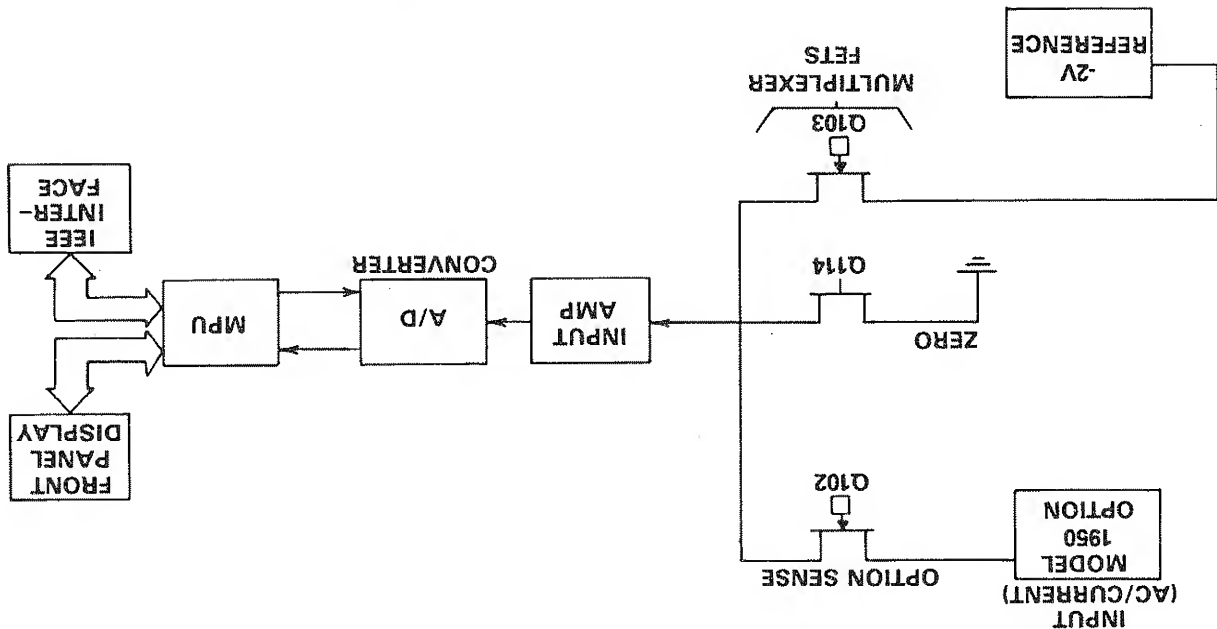 INPUT
(AC/CURRENT)
MODEL
1950
OPTION
OPTION SENSE
Q102
FRONT
PANEL
DISPLAY
ZERO
Q114
INPUT
AMP
A/D
CONVERTER
MPU
IEEE
INTER-
FACE
Q103
MULTIPLEXER
FETS
-2V
REFERENCE